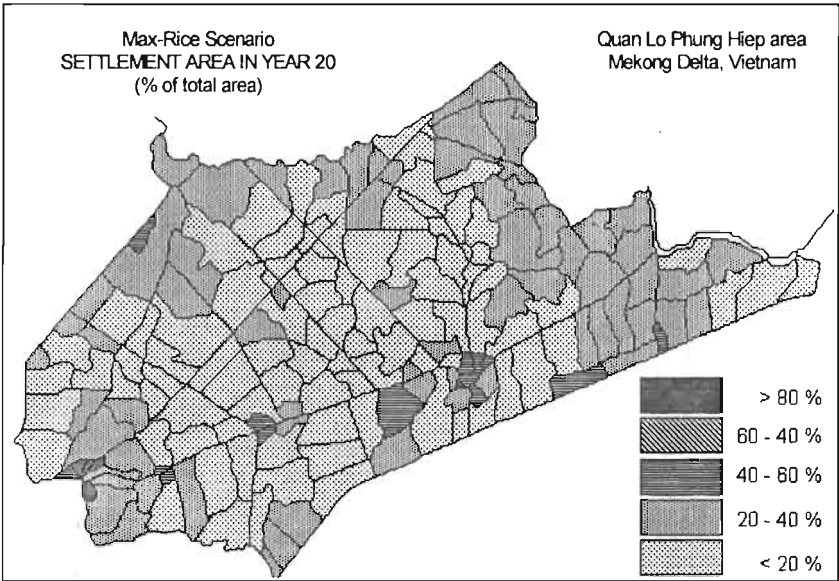 Max-Rice Scenario
SETTLEMENT AREA IN YEAR 20
(% of total area)
Quan Lo Phung Hiep area
Mekong Delta, Vietnam
> 80 %
60 - 40 %
40 - 60 %
20 - 40 %
< 20 %